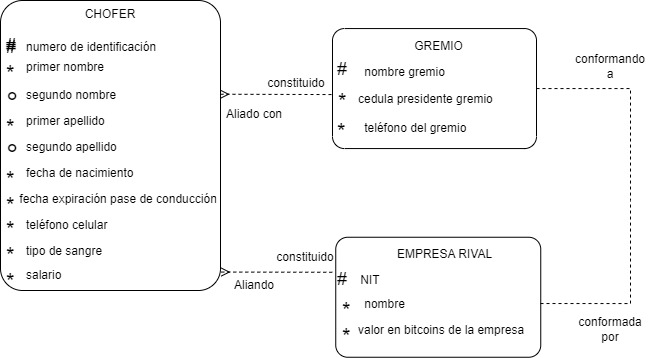 CHOFER
# numero de identificación
* primer nombre
o segundo nombre
* primer apellido
o segundo apellido
* fecha de nacimiento
* fecha expiración pase de conducción
* teléfono celular
* tipo de sangre
* salario
constituido
Aliado con
GREMIO
# nombre gremio
* cedula presidente gremio
* teléfono del gremio
conformando
a
constituido
Aliando
EMPRESA RIVAL
# NIT
* nombre
* valor en bitcoins de la empresa
conformada
por